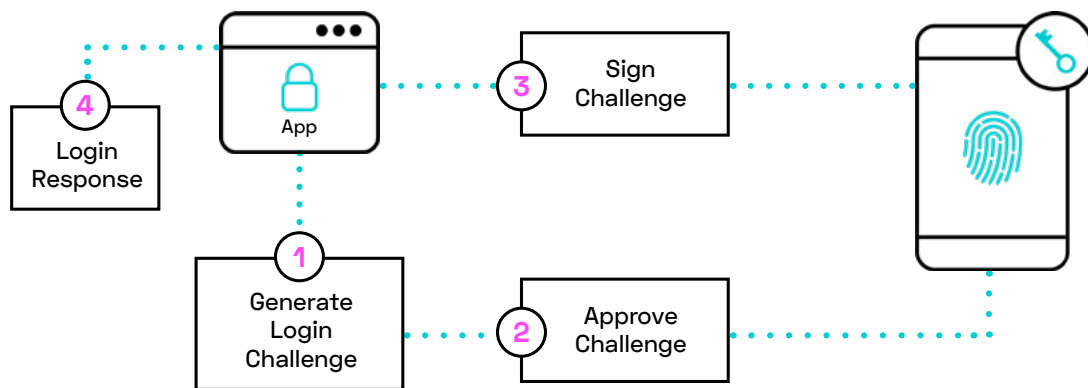 App
4
Login
Response
3
Sign
Challenge
1
Generate
Login
Challenge
2
Approve
Challenge